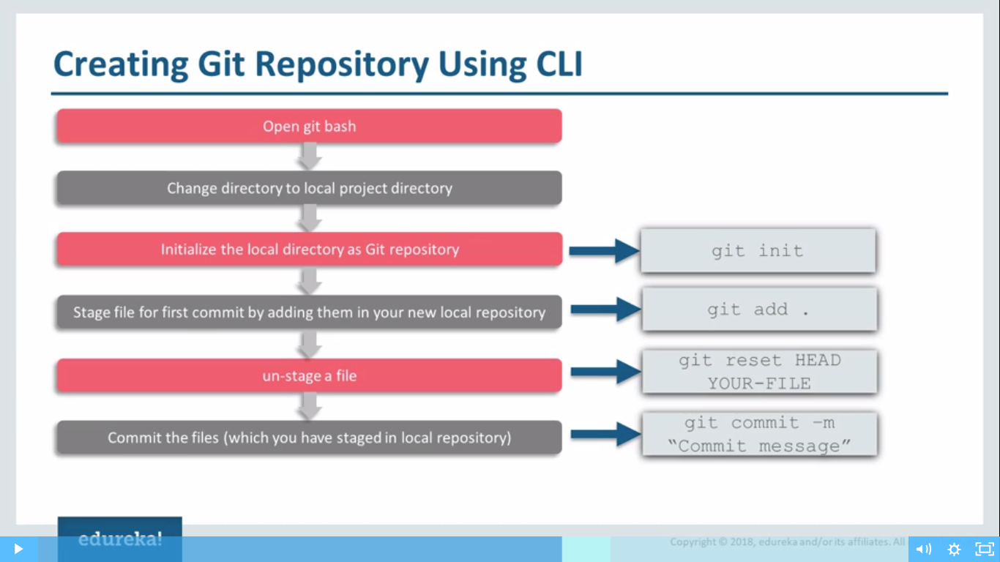 Creating Git Repository Using CLI
Open git bash
Change directory to local project directory
Initialize the local directory as Git repository
git init
Stage file for first commit by adding them in your new local repository
git add .
un-stage a file
git reset HEAD
YOUR-FILE
Commit the files (which you have staged in local repository)
git commit –m
“Commit message”
edureka!
Copyright © 2018, edureka and/or its affiliates. All